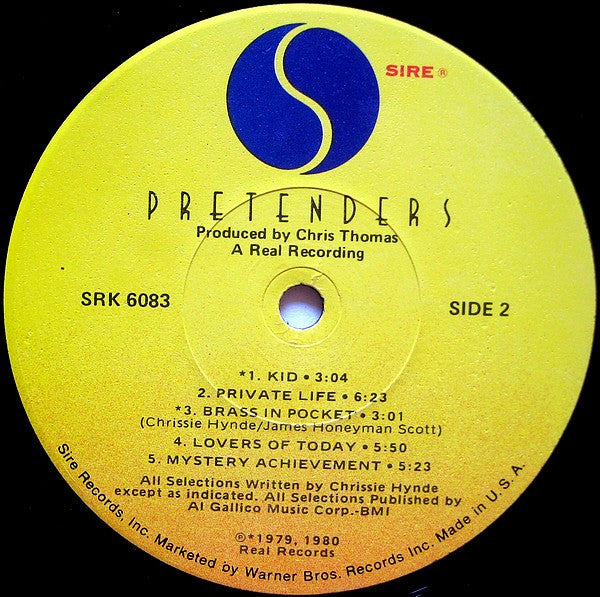 SIRE ®
PRETENDERS
Produced by Chris Thomas
A Real Recording
SRK 6083
SIDE 2
*1. KID • 3:04
2. PRIVATE LIFE • 6:23
*3. BRASS IN POCKET • 3:01
(Chrissie Hynde/James Honeyman Scott)
4. LOVERS OF TODAY • 5:50
5. MYSTERY ACHIEVEMENT • 5:23
All Selections Written by Chrissie Hynde
except as indicated. All Selections Published by
Al Gallico Music Corp.-BMI
℗*1979, 1980
Real Records
Sire Records, Inc. Marketed by Warner Bros. Records Inc. Made in U.S.A.